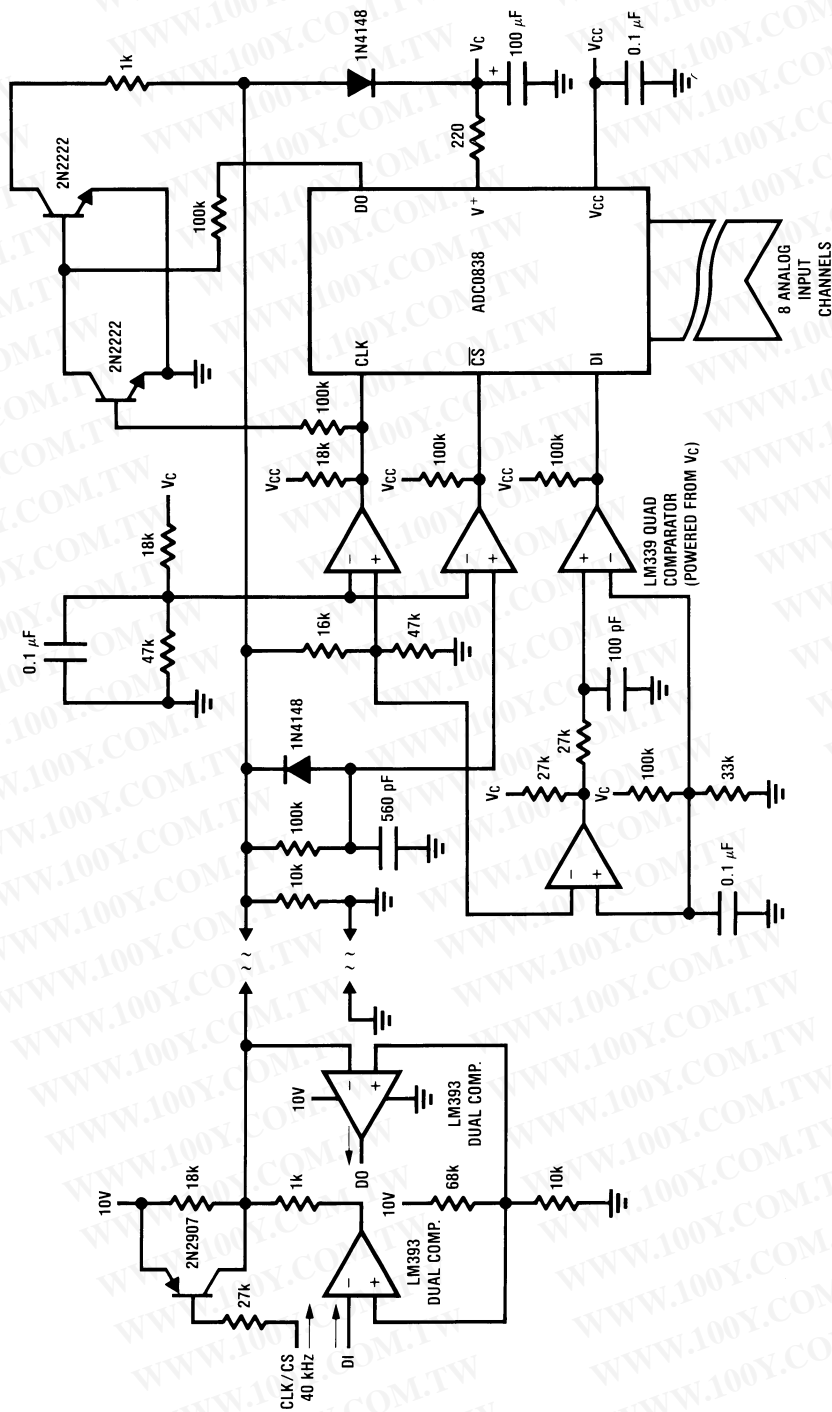 1k
2N2222
100k
2N2222
1N4148
VC
100 μF
+
220
VCC
0.1 μF
DO
V+
VCC
ADC0838
CLK
CS
DI
8 ANALOG
INPUT
CHANNELS
100k
18k
VCC
100k
VCC
100k
VCC
LM339 QUAD
COMPARATOR
(POWERED FROM VC)
VC
18k
47k
0.1 μF
−
+
−
+
+
−
16k
47k
100 pF
27k
27k
VC
VC
100k
33k
0.1 μF
−
+
1N4148
560 pF
100k
10k
~ ~
~ ~
10V
−
+
LM393
DUAL COMP.
DO
10V
18k
2N2907
27k
CLK/CS
40 kHz
DI
1k
−
+
LM393
DUAL COMP.
10V
68k
10k
WWW.100Y.COM.TW